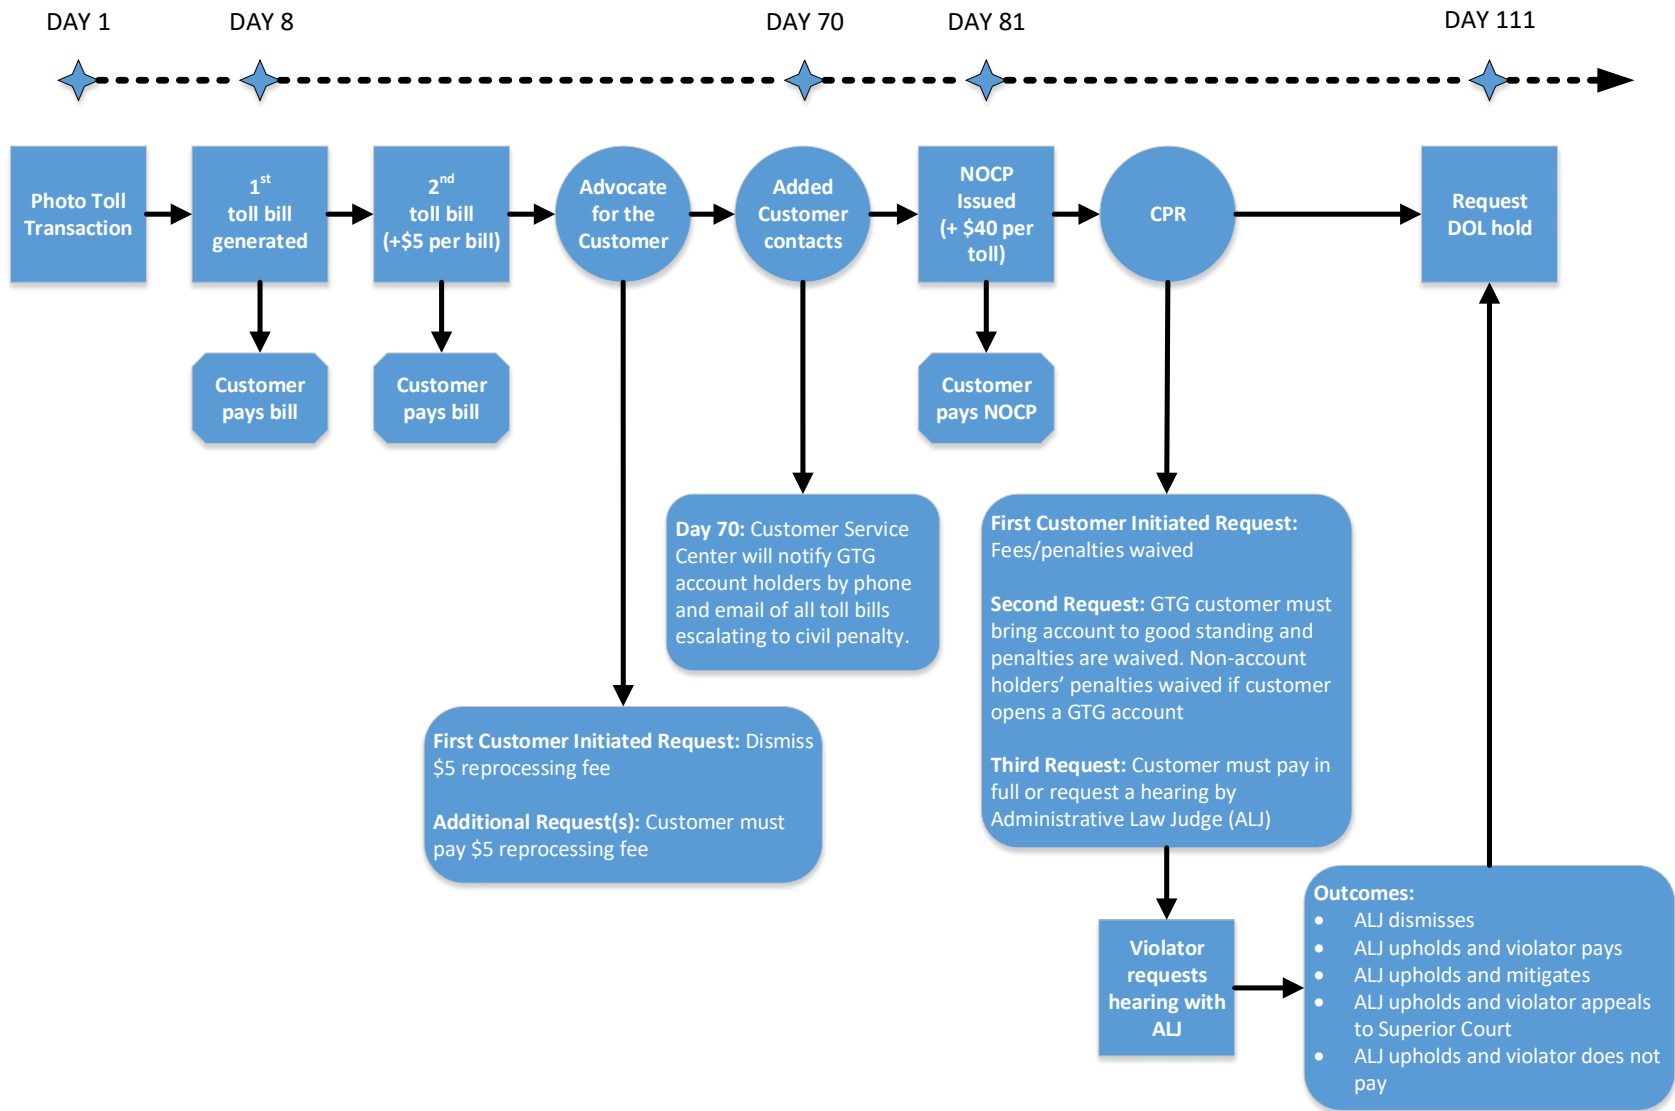 DAY 1
DAY 8
DAY 70
DAY 81
DAY 111
Photo Toll
Transaction
1st
toll bill
generated
2nd
toll bill
(+$5 per bill)
Advocate
for the
Customer
Added
Customer
contacts
NOCP
Issued
(+ $40 per
toll)
CPR
Request
DOL hold
Customer
pays bill
Customer
pays bill
Customer
pays NOCP
Day 70: Customer Service
Center will notify GTG
account holders by phone
and email of all toll bills
escalating to civil penalty.
First Customer Initiated Request:
Fees/penalties waived
Second Request: GTG customer must
bring account to good standing and
penalties are waived. Non-account
holders’ penalties waived if customer
opens a GTG account
Third Request: Customer must pay in
full or request a hearing by
Administrative Law Judge (ALJ)
First Customer Initiated Request: Dismiss
$5 reprocessing fee
Additional Request(s): Customer must
pay $5 reprocessing fee
Violator
requests
hearing with
ALJ
Outcomes:
• ALJ dismisses
• ALJ upholds and violator pays
• ALJ upholds and mitigates
• ALJ upholds and violator appeals
to Superior Court
• ALJ upholds and violator does not
pay